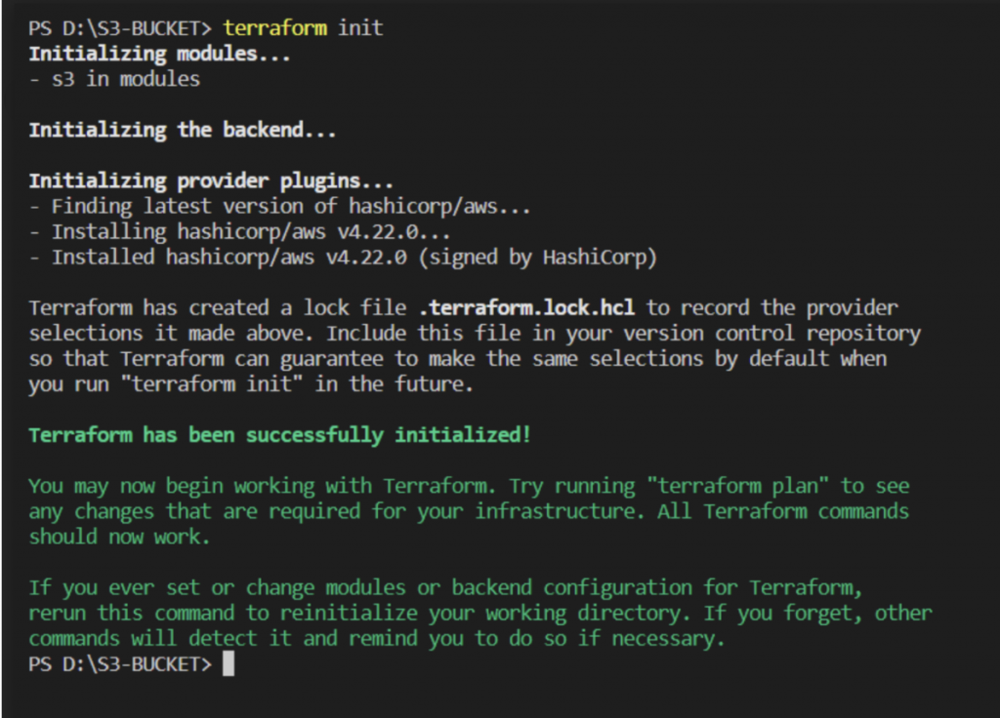 PS D:\S3-BUCKET> terraform init
Initializing modules...
- s3 in modules
Initializing the backend...
Initializing provider plugins...
- Finding latest version of hashicorp/aws...
- Installing hashicorp/aws v4.22.0...
- Installed hashicorp/aws v4.22.0 (signed by HashiCorp)
Terraform has created a lock file .terraform.lock.hcl to record the provider
selections it made above. Include this file in your version control repository
so that Terraform can guarantee to make the same selections by default when
you run "terraform init" in the future.
Terraform has been successfully initialized!
You may now begin working with Terraform. Try running "terraform plan" to see
any changes that are required for your infrastructure. All Terraform commands
should now work.
If you ever set or change modules or backend configuration for Terraform,
rerun this command to reinitialize your working directory. If you forget, other
commands will detect it and remind you to do so if necessary.
PS D:\S3-BUCKET>